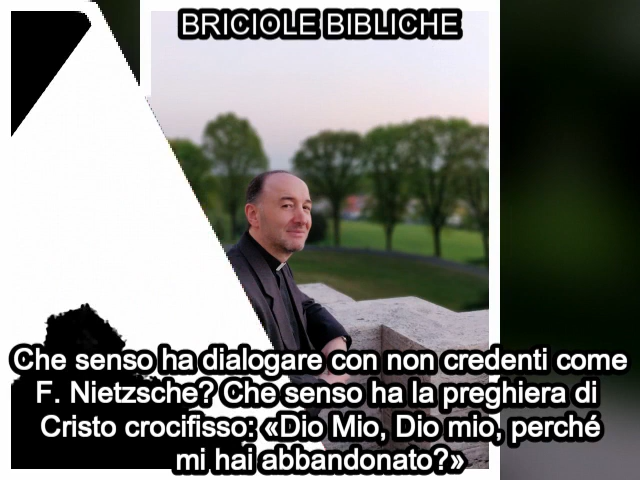 BRICIOLE BIBLICHE
Che senso ha dialogare con non credenti come
F. Nietzsche? Che senso ha la preghiera di
Cristo crocifisso: «Dio Mio, Dio mio, perché
mi hai abbandonato?»